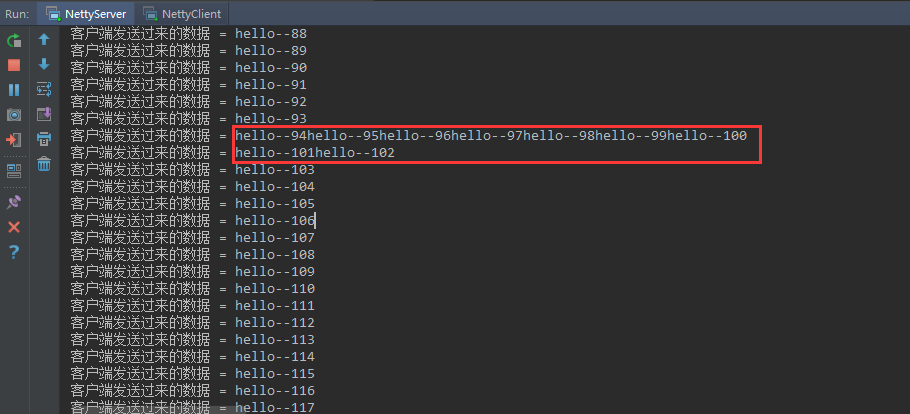 Run: NettyServer NettyClient
客户端发送过来的数据 = hello--88
客户端发送过来的数据 = hello--89
客户端发送过来的数据 = hello--90
客户端发送过来的数据 = hello--91
客户端发送过来的数据 = hello--92
客户端发送过来的数据 = hello--93
客户端发送过来的数据 = hello--94hello--95hello--96hello--97hello--98hello--99hello--100
客户端发送过来的数据 = hello--101hello--102
客户端发送过来的数据 = hello--103
客户端发送过来的数据 = hello--104
客户端发送过来的数据 = hello--105
客户端发送过来的数据 = hello--106
客户端发送过来的数据 = hello--107
客户端发送过来的数据 = hello--108
客户端发送过来的数据 = hello--109
客户端发送过来的数据 = hello--110
客户端发送过来的数据 = hello--111
客户端发送过来的数据 = hello--112
客户端发送过来的数据 = hello--113
客户端发送过来的数据 = hello--114
客户端发送过来的数据 = hello--115
客户端发送过来的数据 = hello--116
客户端发送过来的数据 = hello--117